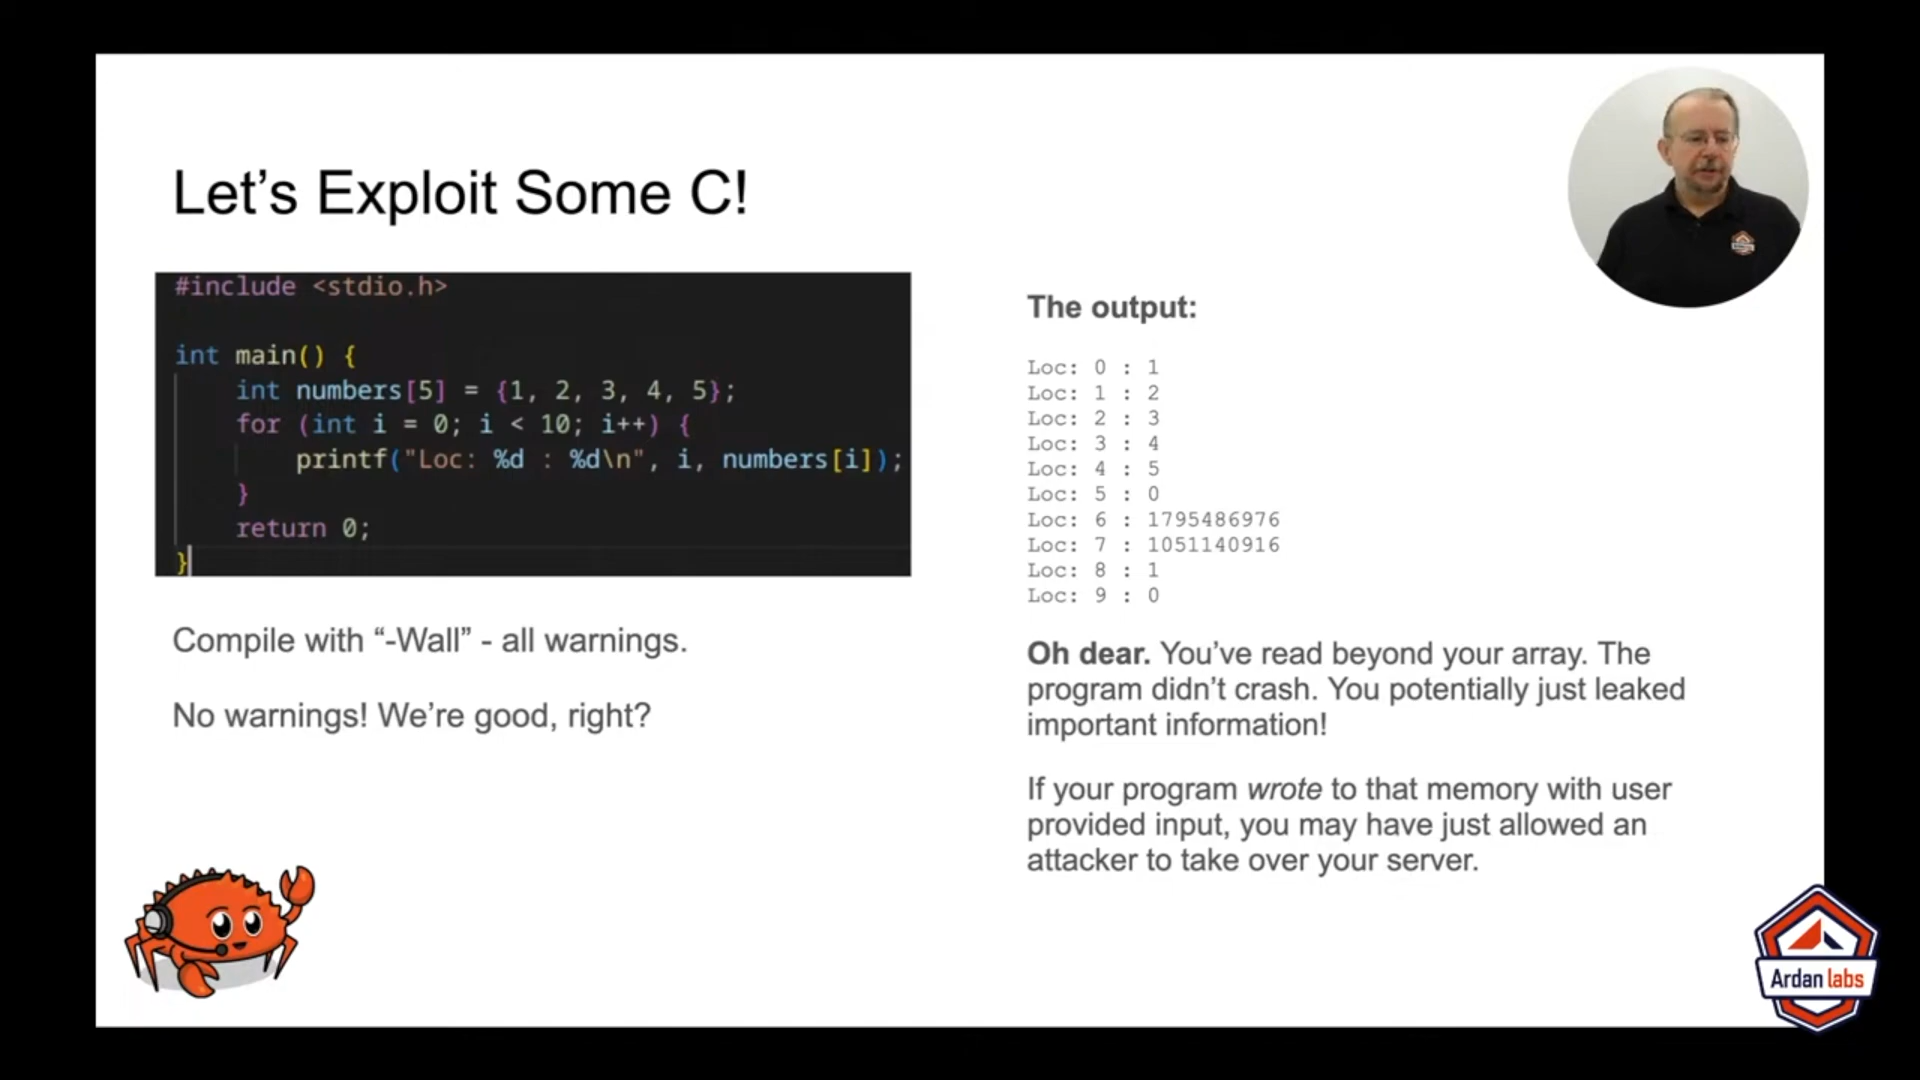 Let’s Exploit Some C!
#include <stdio.h>
int main() {
int numbers[5] = {1, 2, 3, 4, 5};
for (int i = 0; i < 10; i++) {
printf("Loc: %d : %d\n", i, numbers[i]);
}
return 0;
}
Compile with “-Wall” - all warnings.
No warnings! We’re good, right?
The output:
Loc: 0 : 1
Loc: 1 : 2
Loc: 2 : 3
Loc: 3 : 4
Loc: 4 : 5
Loc: 5 : 0
Loc: 6 : 1795486976
Loc: 7 : 1051140916
Loc: 8 : 1
Loc: 9 : 0
Oh dear. You’ve read beyond your array. The
program didn’t crash. You potentially just leaked
important information!
If your program wrote to that memory with user
provided input, you may have just allowed an
attacker to take over your server.
Ardan labs